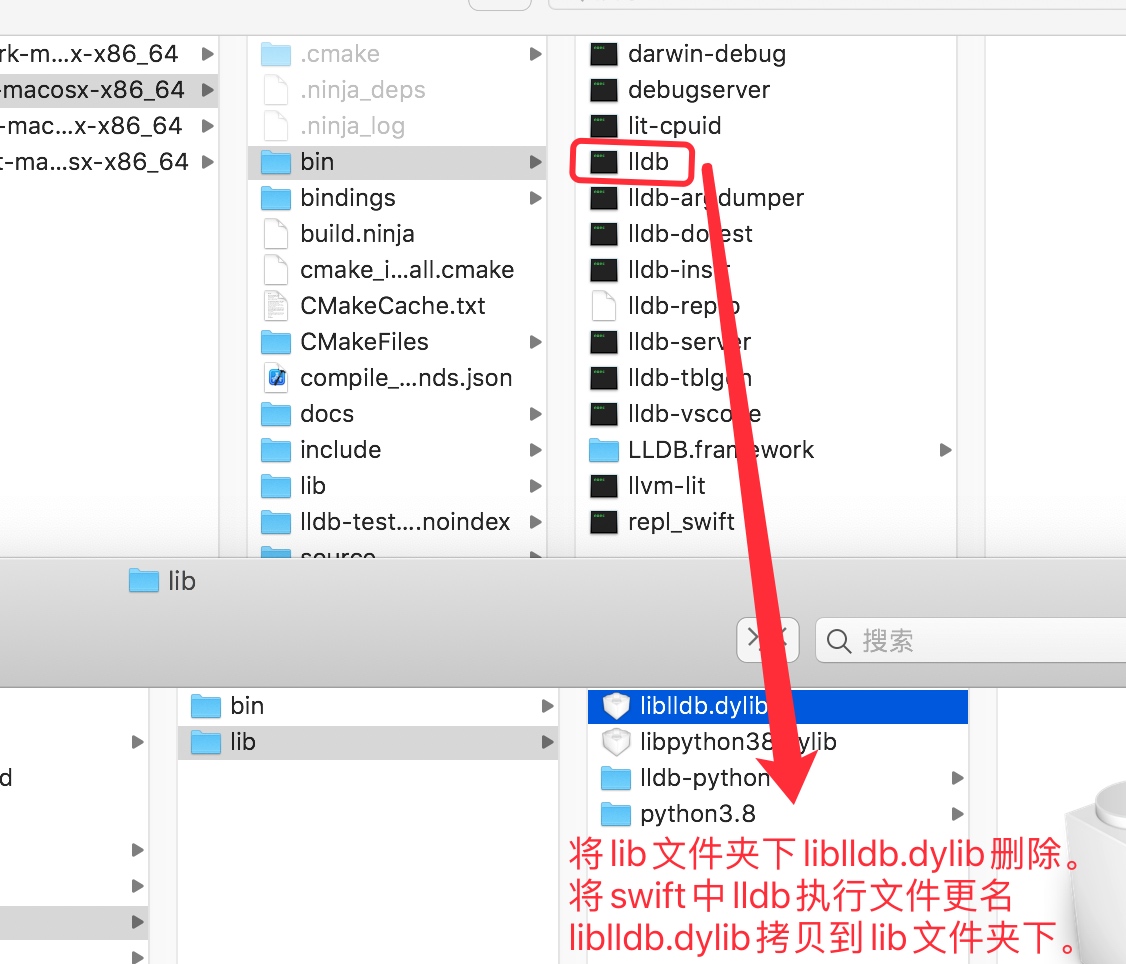 rk-m...x-x86_64
-macosx-x86_64
-mac...x-x86_64
t-ma...sx-x86_64
.cmake
.ninja_deps
.ninja_log
bin
bindings
build.ninja
cmake_i...all.cmake
CMakeCache.txt
CMakeFiles
compile_...nds.json
docs
include
lib
lldb-test....noindex
source
darwin-debug
debugserver
lit-cpuid
lldb
lldb-argdumper
lldb-dotest
lldb-instr
lldb-repro
lldb-server
lldb-tblgen
lldb-vscode
LLDB.framework
llvm-lit
repl_swift
lib
搜索
d
bin
lib
liblldb.dylib
libpython38.dylib
lldb-python
python3.8
将lib文件夹下liblldb.dylib删除。
将swift中lldb执行文件更名
liblldb.dylib拷贝到lib文件夹下。